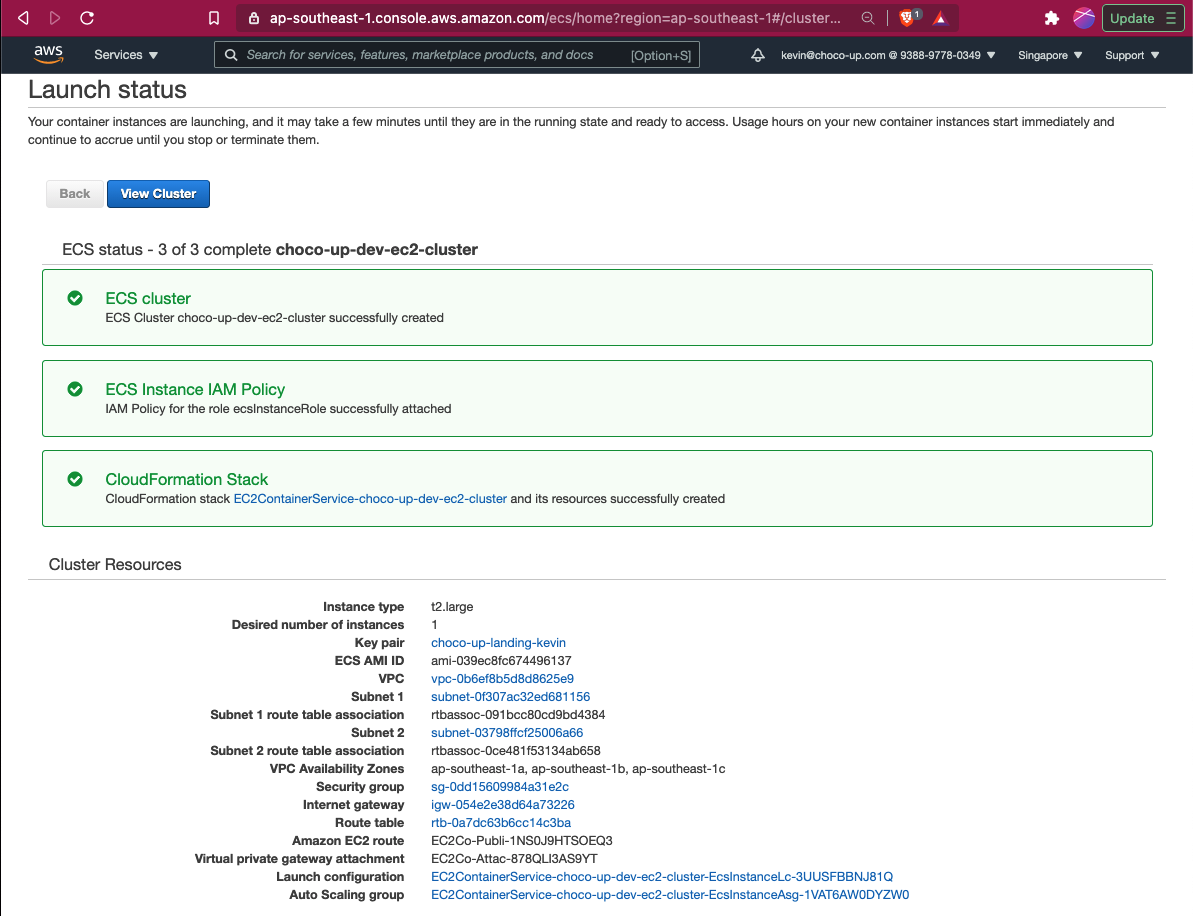 ap-southeast-1.console.aws.amazon.com/ecs/home?region=ap-southeast-1#/cluster...
1
Update
aws
Services
Search for services, features, marketplace products, and docs
[Option+S]
kevin@choco-up.com @ 9388-9778-0349
Singapore
Support
Launch status
Your container instances are launching, and it may take a few minutes until they are in the running state and ready to access. Usage hours on your new container instances start immediately and
continue to accrue until you stop or terminate them.
Back
View Cluster
ECS status - 3 of 3 complete choco-up-dev-ec2-cluster
ECS cluster
ECS Cluster choco-up-dev-ec2-cluster successfully created
ECS Instance IAM Policy
IAM Policy for the role ecsInstanceRole successfully attached
CloudFormation Stack
CloudFormation stack EC2ContainerService-choco-up-dev-ec2-cluster and its resources successfully created
Cluster Resources
Instance type t2.large
Desired number of instances 1
Key pair choco-up-landing-kevin
ECS AMI ID ami-039ec8fc674496137
VPC vpc-0b6ef8b5d8d8625e9
Subnet 1 subnet-0f307ac32ed681156
Subnet 1 route table association rtbassoc-091bcc80cd9bd4384
Subnet 2 subnet-03798ffcf25006a66
Subnet 2 route table association rtbassoc-0ce481f53134ab658
VPC Availability Zones ap-southeast-1a, ap-southeast-1b, ap-southeast-1c
Security group sg-0dd15609984a31e2c
Internet gateway igw-054e2e38d64a73226
Route table rtb-0a7dc63b6cc14c3ba
Amazon EC2 route EC2Co-Publi-1NS0J9HTSOEQ3
Virtual private gateway attachment EC2Co-Attac-878QLI3AS9YT
Launch configuration EC2ContainerService-choco-up-dev-ec2-cluster-EcsInstanceLc-3UUSFBBNJ81Q
Auto Scaling group EC2ContainerService-choco-up-dev-ec2-cluster-EcsInstanceAsg-1VAT6AW0DYZW0